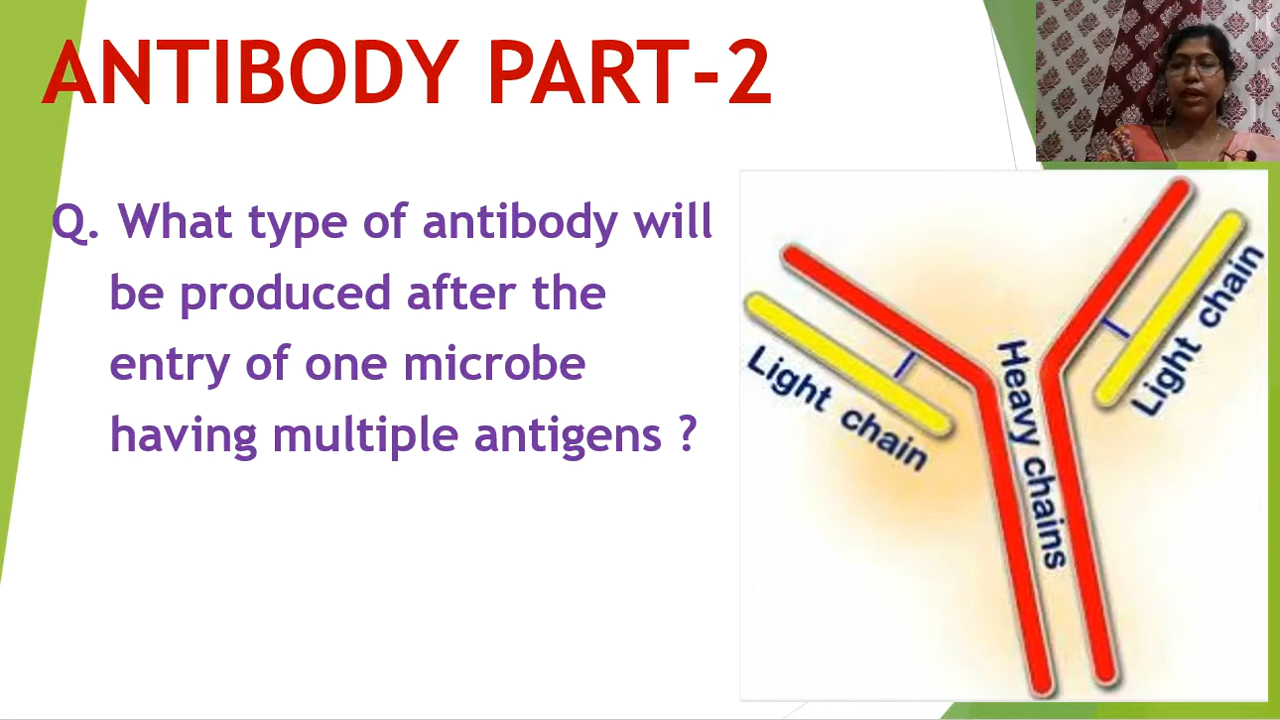 ANTIBODY PART-2
Q. What type of antibody will
be produced after the
entry of one microbe
having multiple antigens ?
Light chain
Heavy chains
Light chain